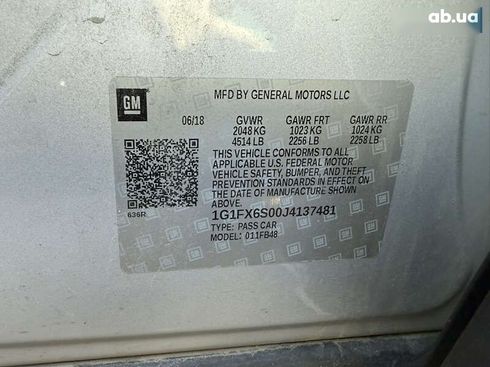 ab.ua
GM
MFD BY GENERAL MOTORS LLC
06/18 GVWR GAWR FRT GAWR RR
2048 KG 1023 KG 1024 KG
4514 LB 2256 LB 2258 LB
THIS VEHICLE CONFORMS TO ALL
APPLICABLE U.S. FEDERAL MOTOR
VEHICLE SAFETY, BUMPER, AND THEFT
PREVENTION STANDARDS IN EFFECT ON
THE DATE OF MANUFACTURE SHOWN
ABOVE.
636R
1G1FX6S00J4137481
TYPE: PASS CAR
MODEL: 011FB48